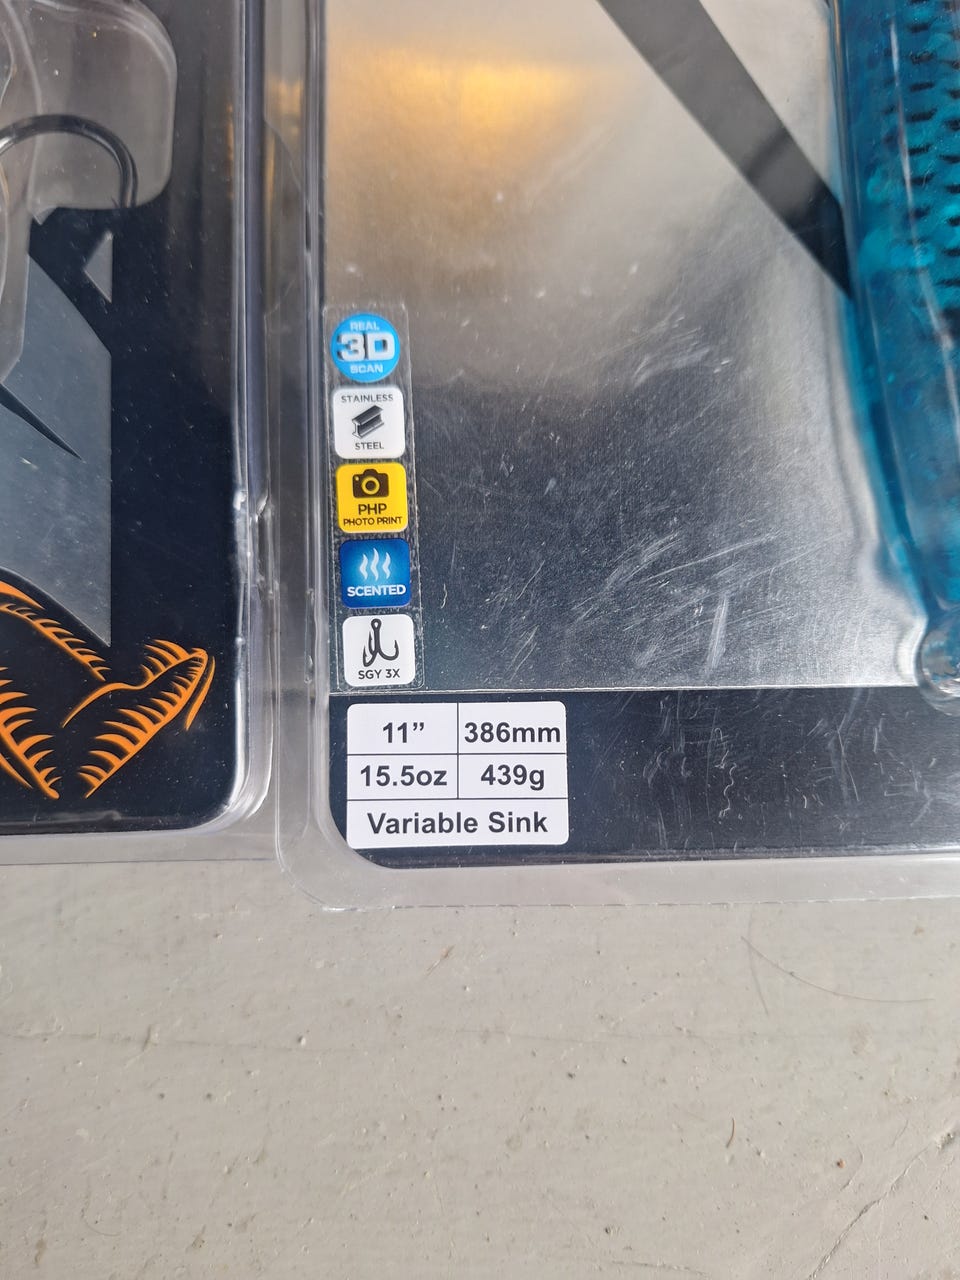 REAL
3D
SCAN
STAINLESS
STEEL
PHP
PHOTO PRINT
SCENTED
SGY 3X
11” 386mm
15.5oz 439g
Variable Sink